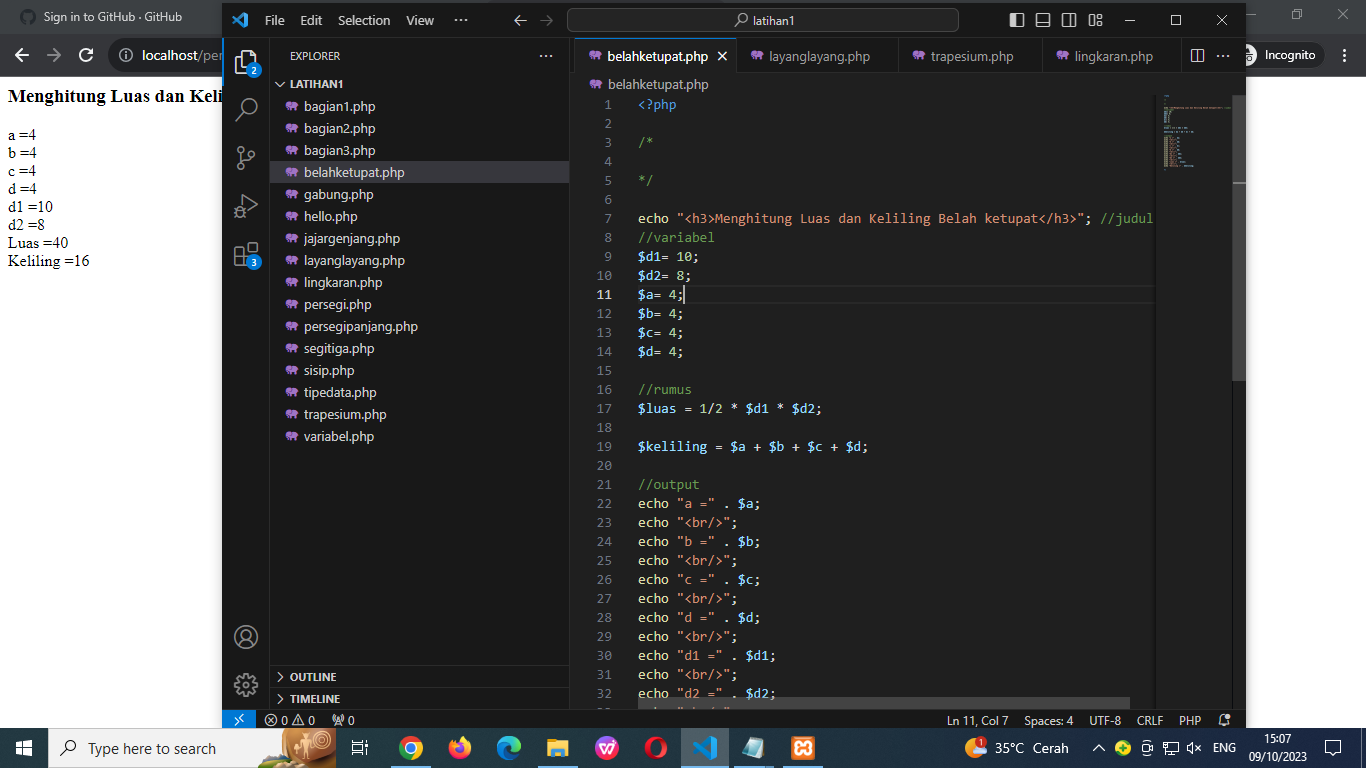 Sign in to GitHub · GitHub
localhost/per
Incognito
Menghitung Luas dan Keli
a =4
b =4
c =4
d =4
d1 =10
d2 =8
Luas =40
Keliling =16
File Edit Selection View ···
latihan1
EXPLORER
LATIHAN1
bagian1.php
bagian2.php
bagian3.php
belahketupat.php
gabung.php
hello.php
jajargenjang.php
layanglayang.php
lingkaran.php
persegi.php
persegipanjang.php
segitiga.php
sisip.php
tipedata.php
trapesium.php
variabel.php
OUTLINE
TIMELINE
2
3
belahketupat.php layanglayang.php trapesium.php lingkaran.php
belahketupat.php
1 <?php
2
3 /*
4
5 */
6
7 echo "<h3>Menghitung Luas dan Keliling Belah ketupat</h3>"; //judul
8 //variabel
9 $d1= 10;
10 $d2= 8;
11 $a= 4;
12 $b= 4;
13 $c= 4;
14 $d= 4;
15
16 //rumus
17 $luas = 1/2 * $d1 * $d2;
18
19 $keliling = $a + $b + $c + $d;
20
21 //output
22 echo "a =" . $a;
23 echo "<br/>";
24 echo "b =" . $b;
25 echo "<br/>";
26 echo "c =" . $c;
27 echo "<br/>";
28 echo "d =" . $d;
29 echo "<br/>";
30 echo "d1 =" . $d1;
31 echo "<br/>";
32 echo "d2 =" . $d2;
0 0 0 Ln 11, Col 7 Spaces: 4 UTF-8 CRLF PHP
Type here to search
1 35°C Cerah ENG
15:07
09/10/2023